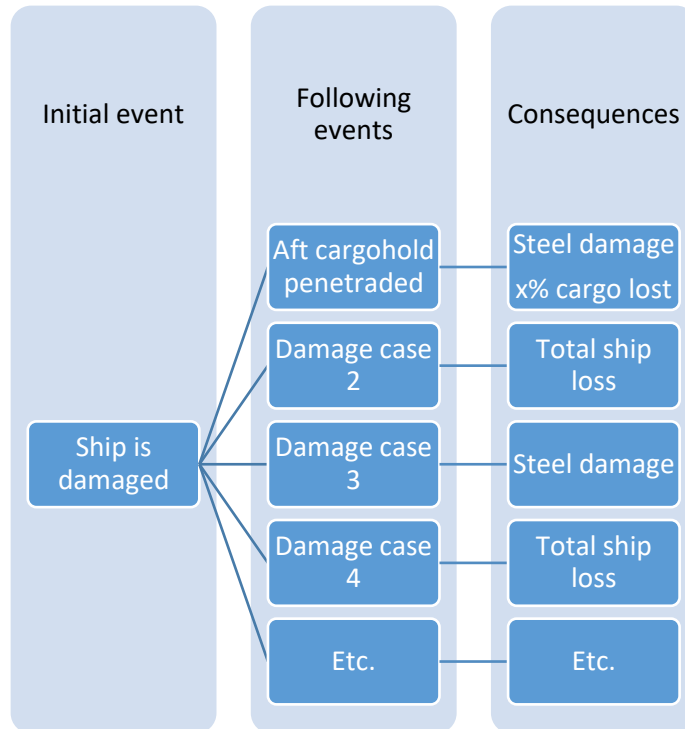 Initial event
Following
events
Consequences
Aft cargohold
penetraded
Steel damage
x% cargo lost
Damage case
2
Total ship
loss
Ship is
damaged
Damage case
3
Steel damage
Damage case
4
Total ship
loss
Etc.
Etc.